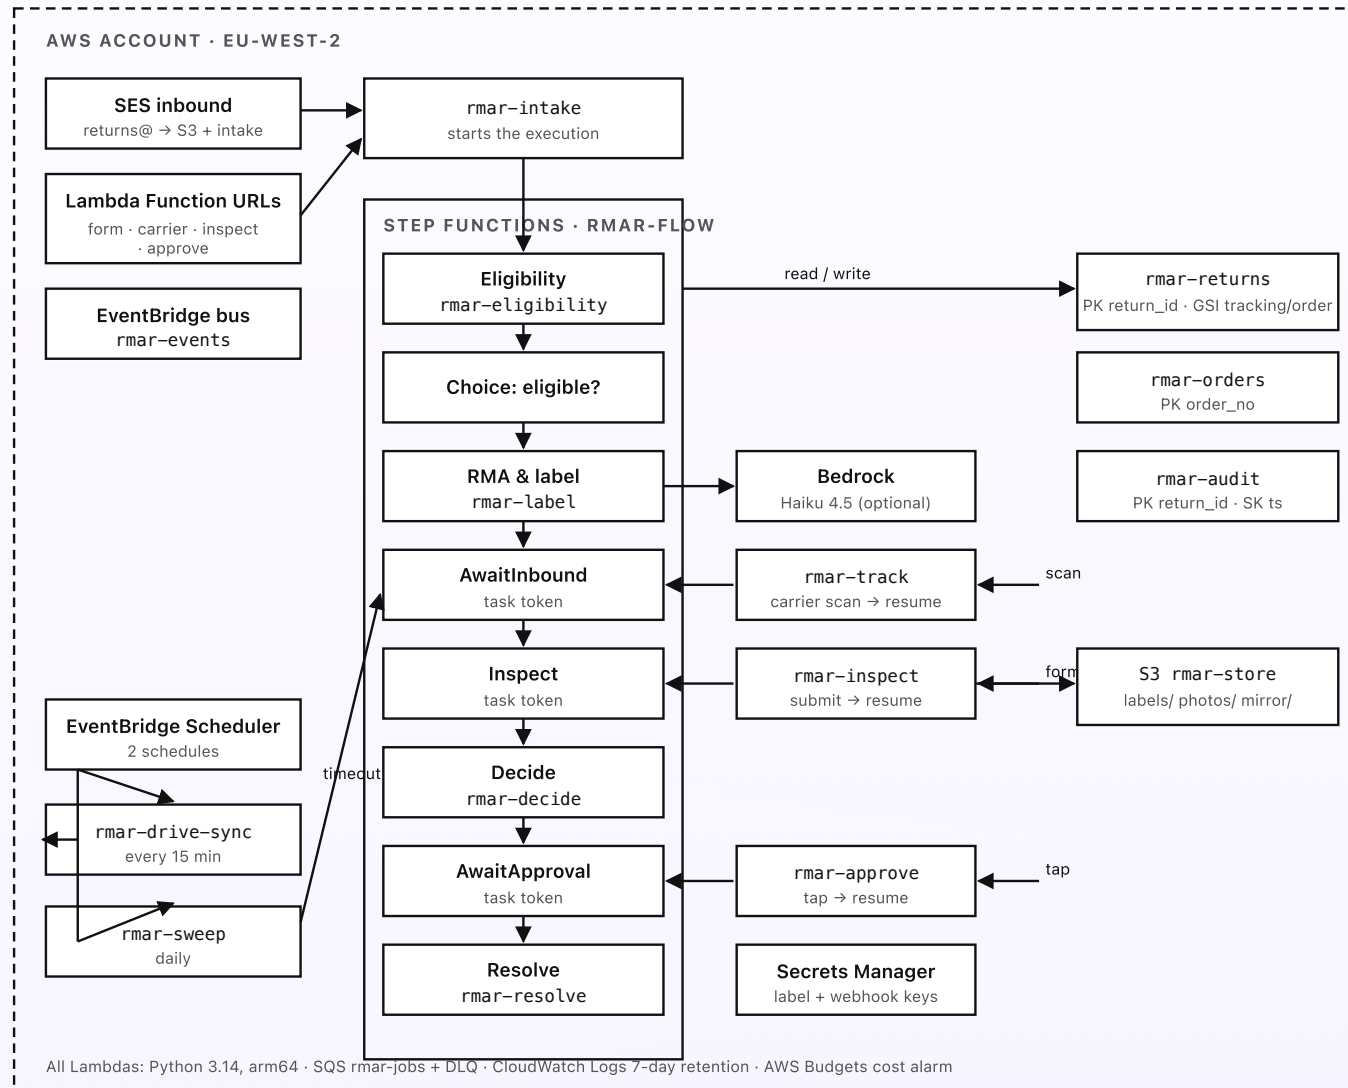 AWS ACCOUNT · EU-WEST-2
SES inbound
returns@ → S3 + intake
rmar-intake
starts the execution
Lambda Function URLs
form · carrier · inspect
· approve
EventBridge bus
rmar-events
STEP FUNCTIONS · RMAR-FLOW
Eligibility
rmar-eligibility
read / write
rmar-returns
PK return_id · GSI tracking/order
Choice: eligible?
rmar-orders
PK order_no
RMA & label
rmar-label
Bedrock
Haiku 4.5 (optional)
rmar-audit
PK return_id · SK ts
AwaitInbound
task token
rmar-track
carrier scan → resume
scan
Inspect
task token
rmar-inspect
submit → resume
form
S3 rmar-store
labels/ photos/ mirror/
EventBridge Scheduler
2 schedules
timeout
Decide
rmar-decide
rmar-drive-sync
every 15 min
AwaitApproval
task token
rmar-approve
tap → resume
tap
rmar-sweep
daily
Resolve
rmar-resolve
Secrets Manager
label + webhook keys
All Lambdas: Python 3.14, arm64 · SQS rmar-jobs + DLQ · CloudWatch Logs 7-day retention · AWS Budgets cost alarm